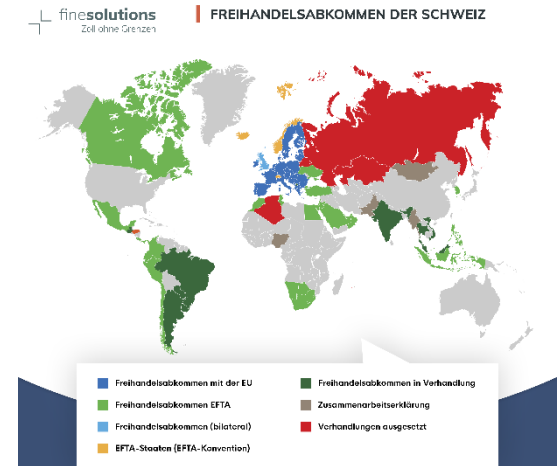 finesolutions
Zoll ohne Grenzen
FREIHANDELSABKOMMEN DER SCHWEIZ
Freihandelsabkommen mit der EU
Freihandelsabkommen EFTA
Freihandelsabkommen (bilateral)
EFTA-Staaten (EFTA-Konvention)
Freihandelsabkommen in Verhandlung
Zusammenarbeitserklärung
Verhandlungen ausgesetzt